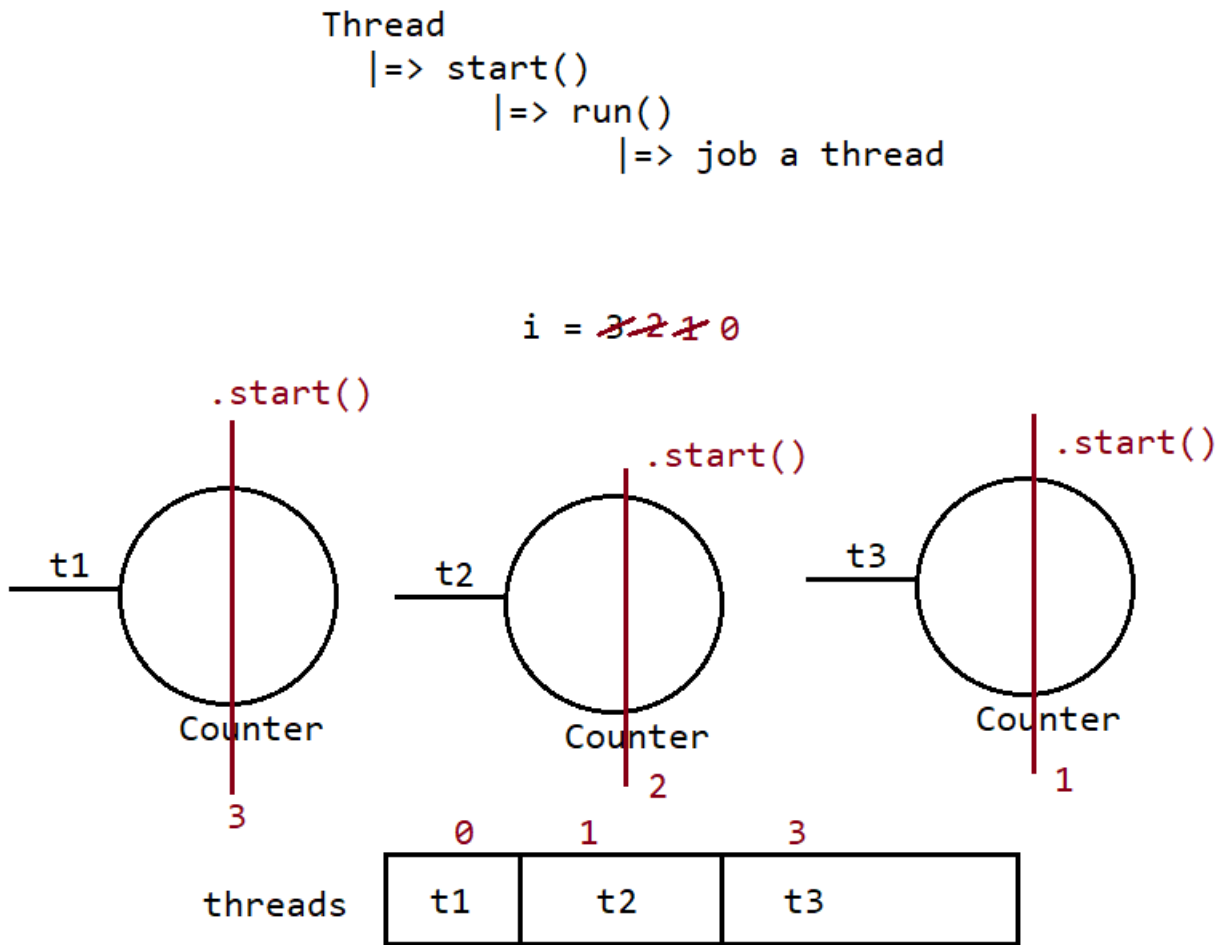 Thread
|=> start()
|=> run()
|=> job a thread
i = 3 2 1 0
.start()
.start()
.start()
t1
t2
t3
Counter
Counter
Counter
3
2
1
0 1 3
threads t1 t2 t3